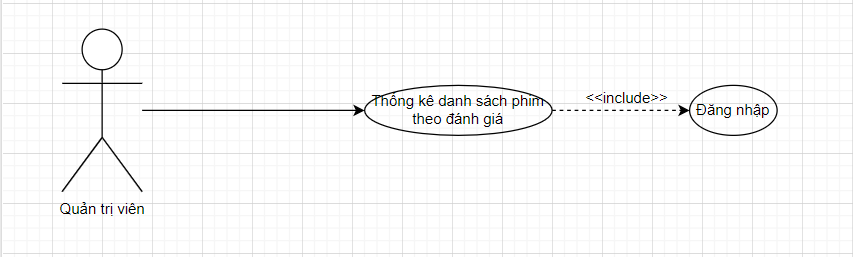 Thống kê danh sách phim
theo đánh giá
<<include>>
Đăng nhập
Quản trị viên